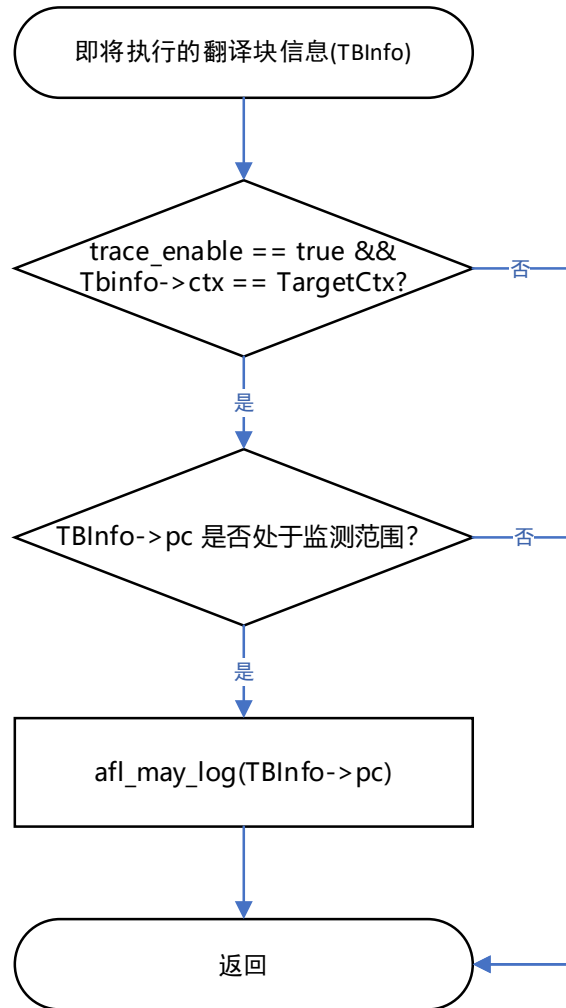 即将执行的翻译块信息(TBInfo)
trace_enable == true &&
Tbinfo->ctx == TargetCtx?
否
是
TBInfo->pc 是否处于监测范围?
否
是
afl_may_log(TBInfo->pc)
返回